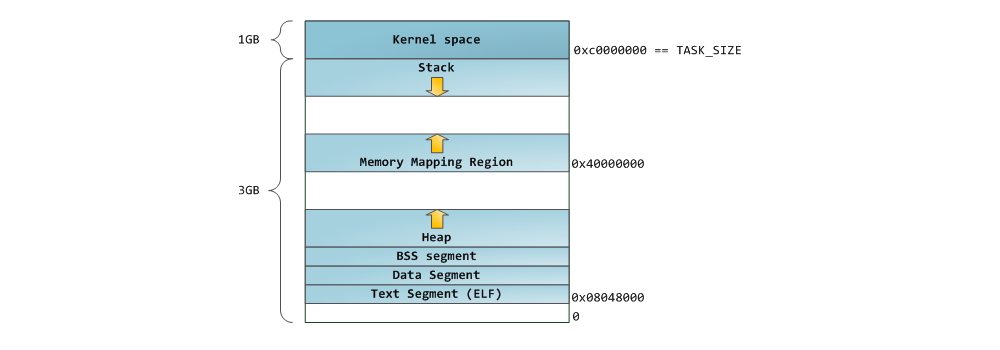 1GB
Kernel space
0xc0000000 == TASK_SIZE
Stack
Memory Mapping Region
0x40000000
3GB
Heap
BSS segment
Data Segment
Text Segment (ELF)
0x08048000
0